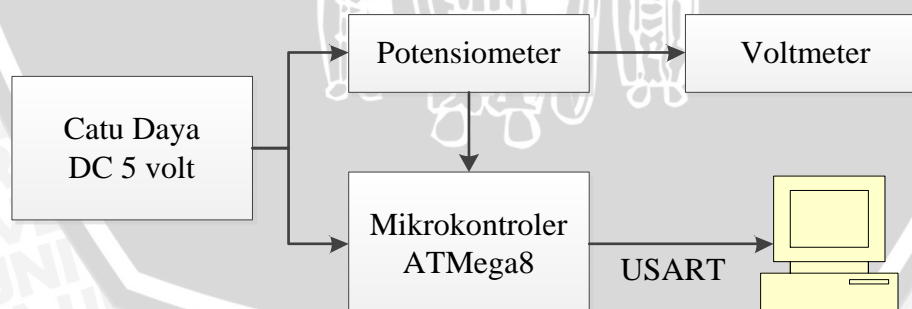 Potensiometer
Voltmeter
Catu Daya
DC 5 volt
Mikrokontroler
ATMega8
USART